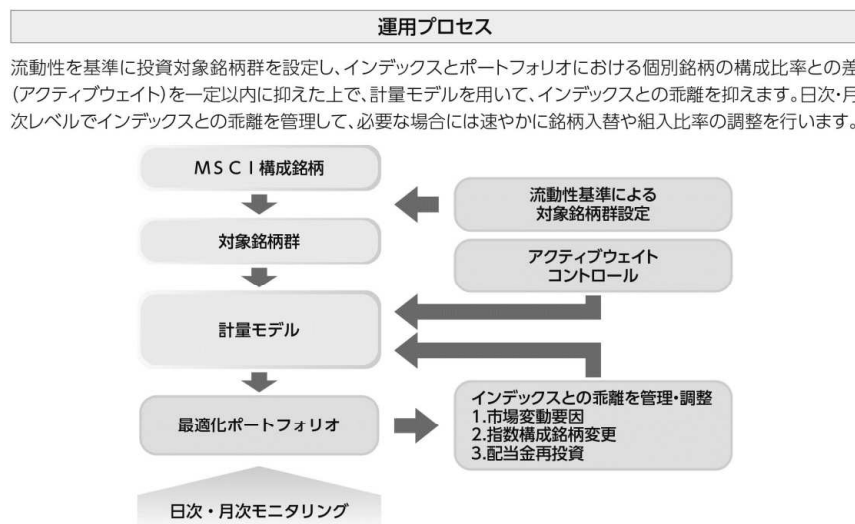 運用プロセス
流動性を基準に投資対象銘柄群を設定し、インデックスとポートフォリオにおける個別銘柄の構成比率との差
(アクティブウェイト)を一定以内に抑えた上で、計量モデルを用いて、インデックスとの乖離を抑えます。日次・月
次レベルでインデックスとの乖離を管理して、必要な場合には速やかに銘柄入替や組入比率の調整を行います。
MSCI構成銘柄
流動性基準による
対象銘柄群設定
対象銘柄群
アクティブウェイト
コントロール
計量モデル
最適化ポートフォリオ
インデックスとの乖離を管理・調整
1.市場変動要因
2.指数構成銘柄変更
3.配当金再投資
日次・月次モニタリング